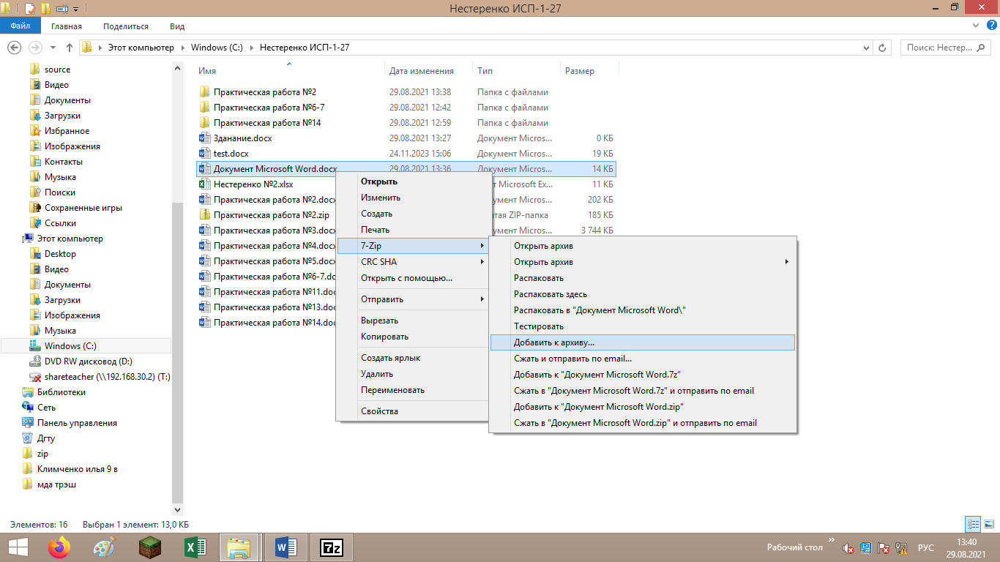 Нестеренко ИСП-1-27
Файл Главная Поделиться Вид
Этот компьютер Windows (C:) Нестеренко ИСП-1-27 Поиск: Нестер...
source
Видео
Документы
Загрузки
Избранное
Изображения
Контакты
Музыка
Поиски
Сохраненные игры
Ссылки
Этот компьютер
Desktop
Видео
Документы
Загрузки
Изображения
Музыка
Windows (C:)
DVD RW дисковод (D:)
shareteacher (\\192.168.30.2) (T:)
Библиотеки
Сеть
Панель управления
Дгту
zip
Климченко илья 9 в
мда трэш
Имя Дата изменения Тип Размер
Практическая работа №2 29.08.2021 13:38 Папка с файлами
Практическая работа №6-7 29.08.2021 12:42 Папка с файлами
Практическая работа №14 29.08.2021 12:59 Папка с файлами
Зданание.docx 29.08.2021 13:27 Документ Micros... 0 КБ
test.docx 24.11.2023 15:06 Документ Micros... 19 КБ
Документ Microsoft Word.docx 29.08.2021 13:36 Документ Micros... 14 КБ
Нестеренко №2.xlsx т Microsoft Ex... 11 КБ
Практическая работа №2.docx умент Micros... 202 КБ
Практическая работа №2.zip тая ZIP-папка 185 КБ
Практическая работа №3.docx умент Micros... 3 744 КБ
Практическая работа №4.docx
Практическая работа №5.docx
Практическая работа №6-7.do
Практическая работа №11.doc
Практическая работа №13.doc
Практическая работа №14.doc
Открыть
Изменить
Создать
Печать
7-Zip
CRC SHA
Открыть с помощью...
Отправить
Вырезать
Копировать
Создать ярлык
Удалить
Переименовать
Свойства
Открыть архив
Открыть архив
Распаковать
Распаковать здесь
Распаковать в "Документ Microsoft Word\"
Тестировать
Добавить к архиву...
Сжать и отправить по email...
Добавить к "Документ Microsoft Word.7z"
Сжать в "Документ Microsoft Word.7z" и отправить по email
Добавить к "Документ Microsoft Word.zip"
Сжать в "Документ Microsoft Word.zip" и отправить по email
Элементов: 16 Выбран 1 элемент: 13,0 КБ
7z
Рабочий стол РУС 13:40
29.08.2021